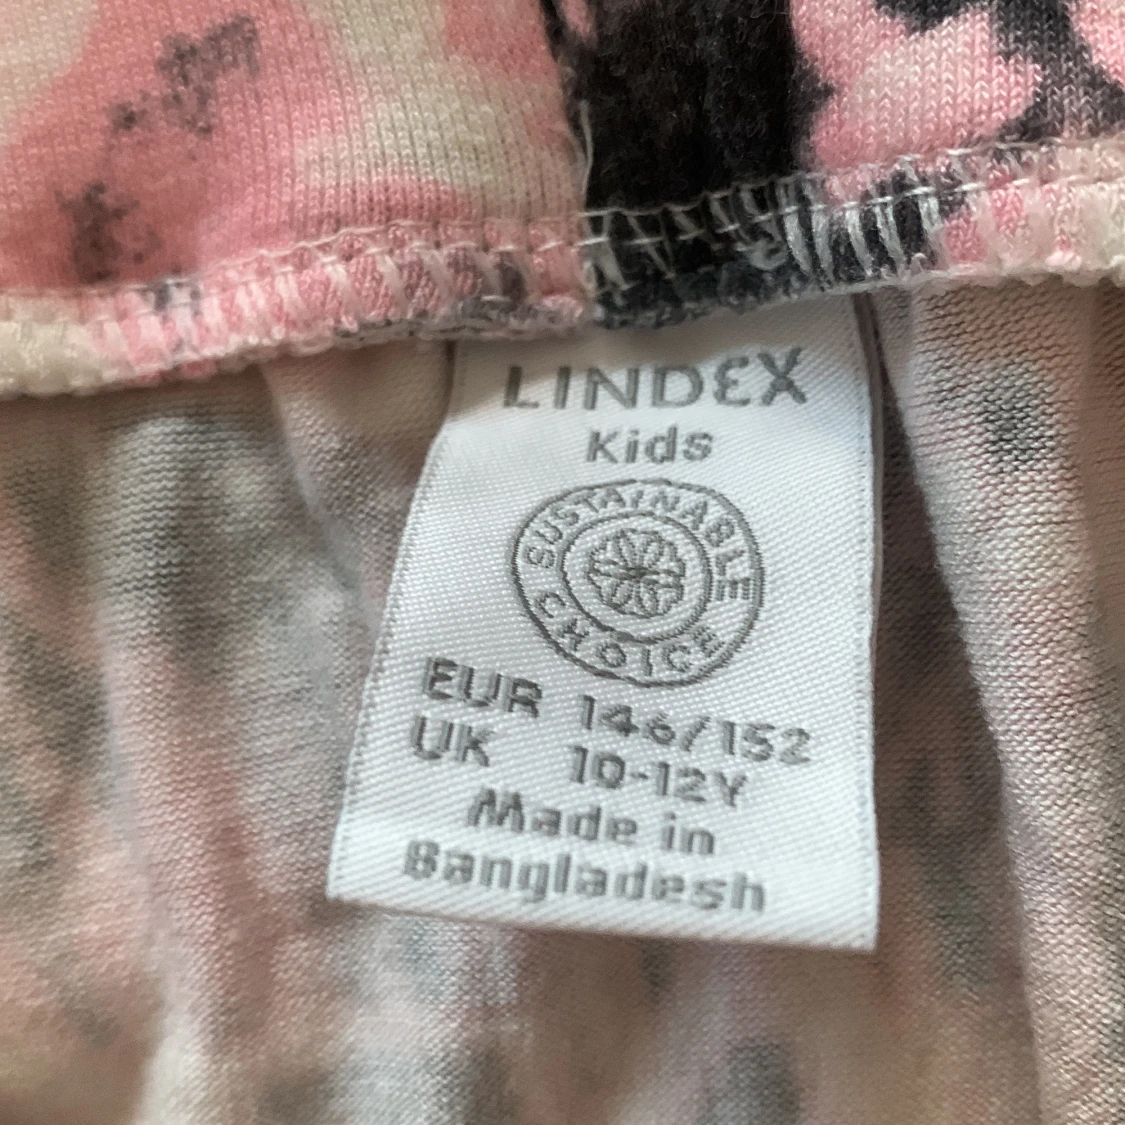 LINDEX
Kids
SUSTAINABLE
CHOICE
EUR 146/152
UK 10-12Y
Made in
Bangladesh